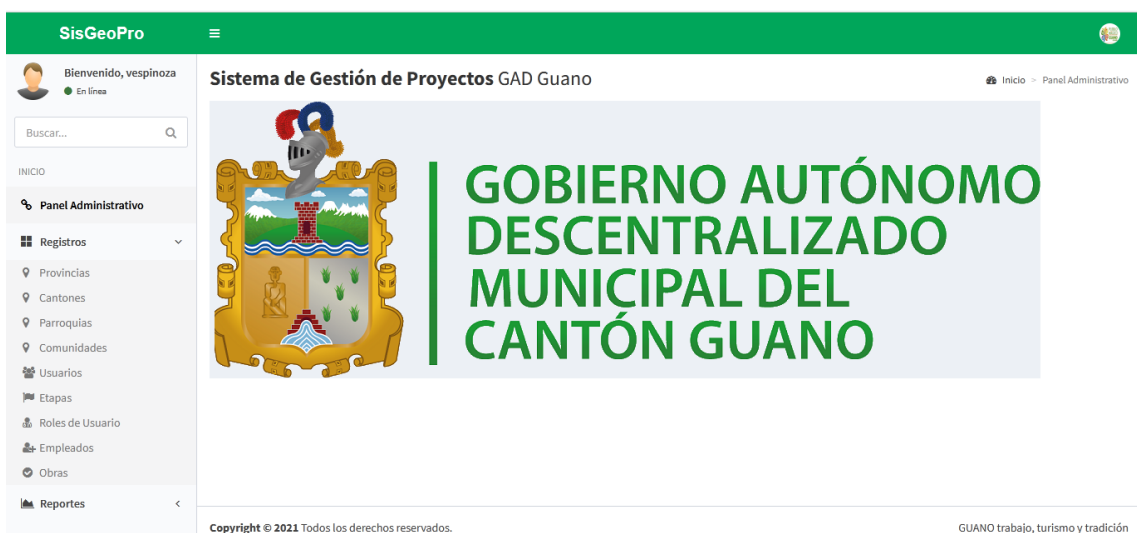 SisGeoPro
Bienvenido, vespinoza
En línea
Buscar...
INICIO
Panel Administrativo
Registros
Provincias
Cantones
Parroquias
Comunidades
Usuarios
Etapas
Roles de Usuario
Empleados
Obras
Reportes
Sistema de Gestión de Proyectos GAD Guano
Inicio > Panel Administrativo
GOBIERNO AUTÓNOMO
DESCENTRALIZADO
MUNICIPAL DEL
CANTÓN GUANO
Copyright © 2021 Todos los derechos reservados.
GUANO trabajo, turismo y tradición